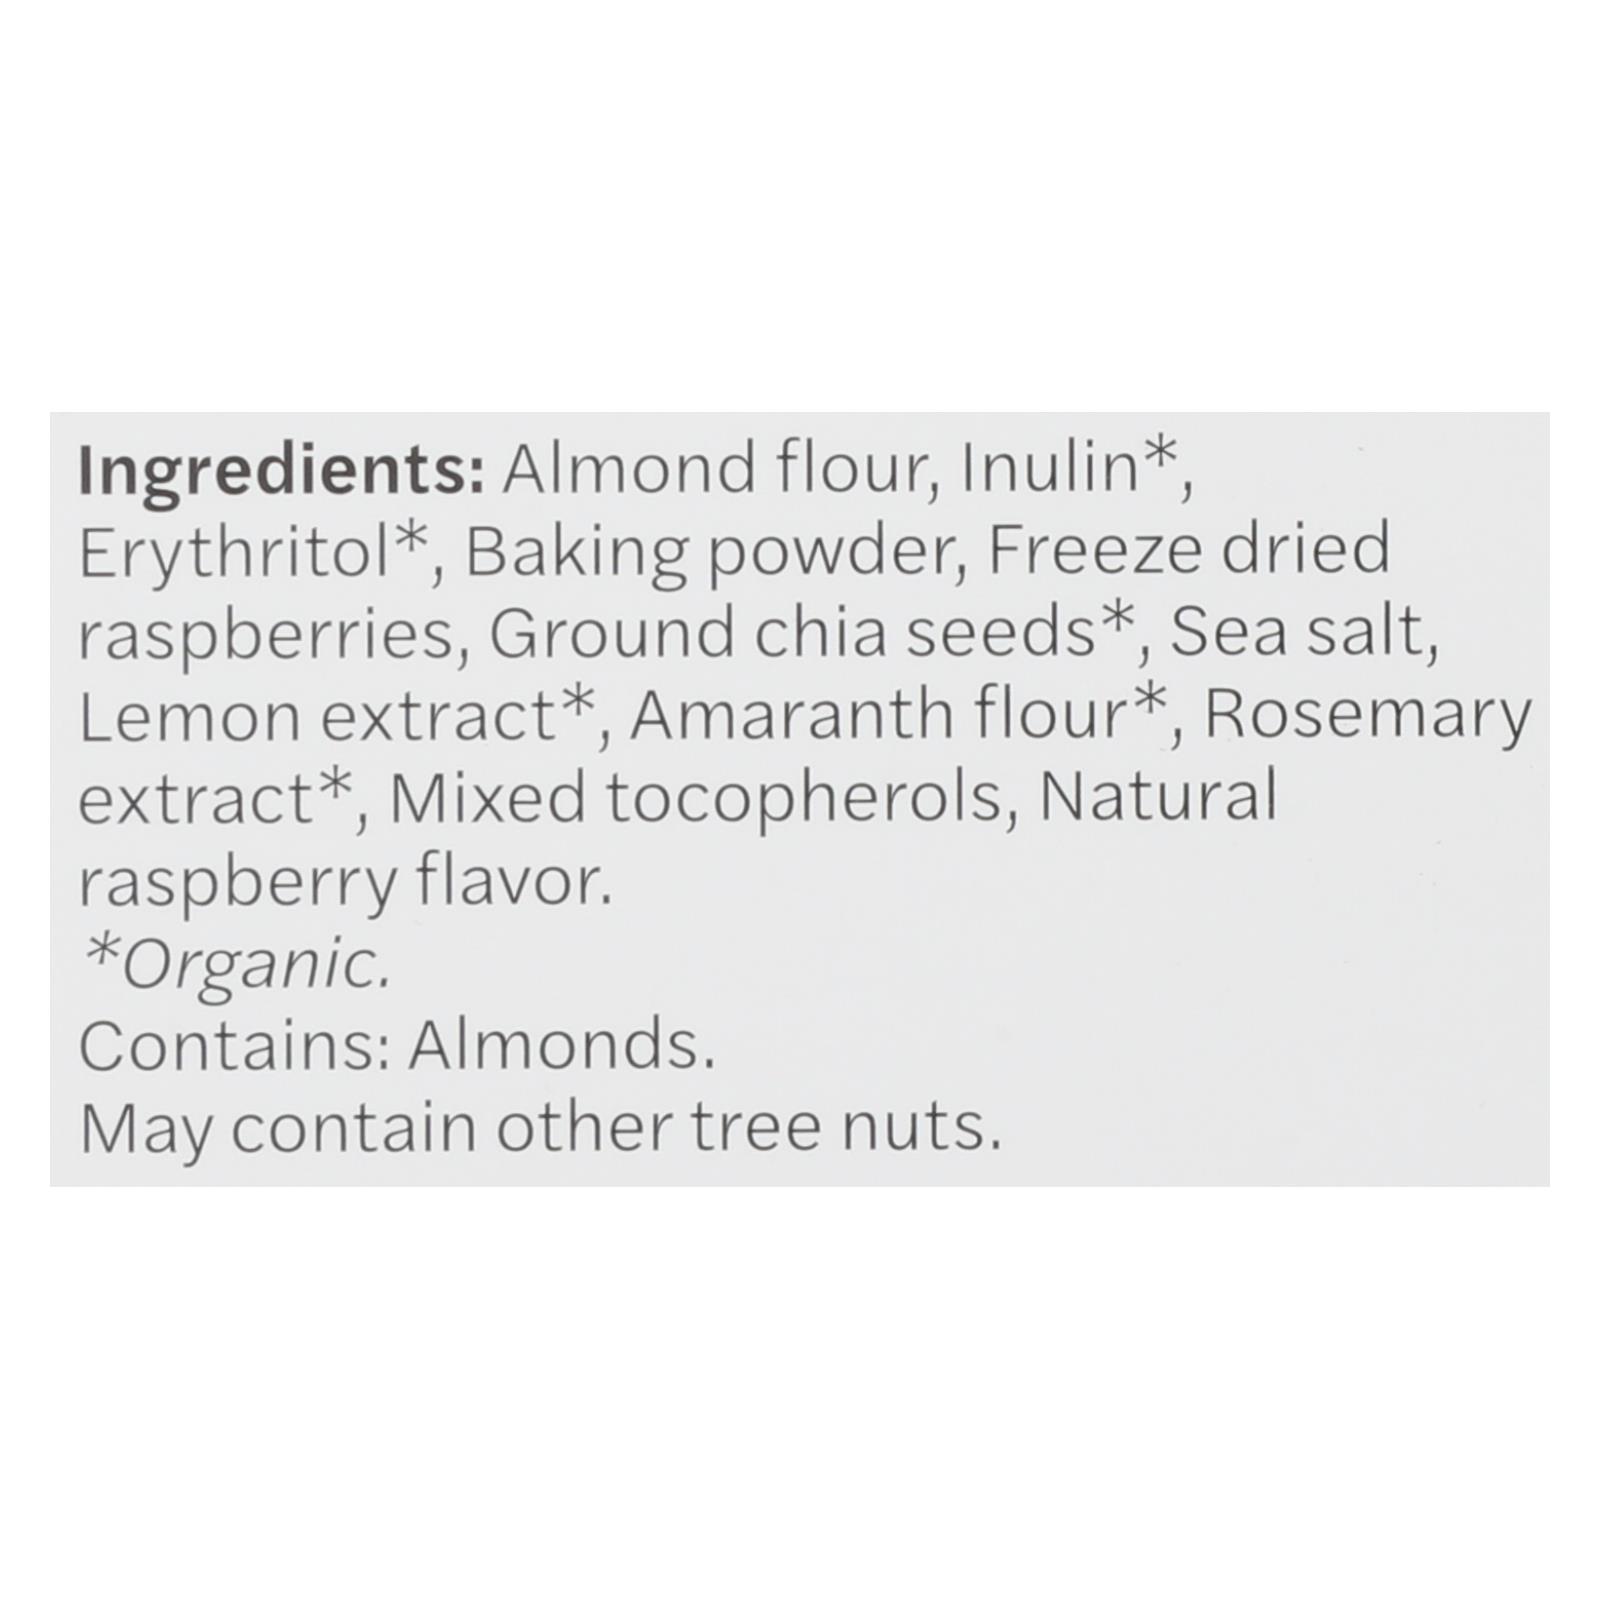 Ingredients: Almond flour, Inulin*,
Erythritol*, Baking powder, Freeze dried
raspberries, Ground chia seeds*, Sea salt,
Lemon extract*, Amaranth flour*, Rosemary
extract*, Mixed tocopherols, Natural
raspberry flavor.
*Organic.
Contains: Almonds.
May contain other tree nuts.